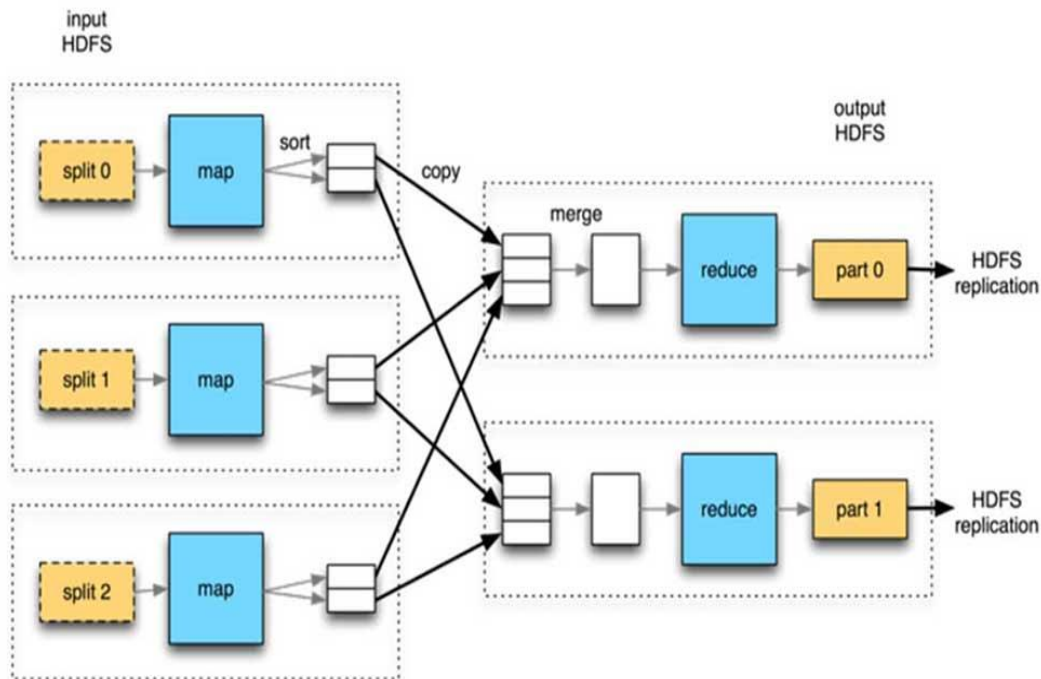 input
HDFS
split 0
map
sort
copy
output
HDFS
merge
reduce
part 0
HDFS
replication
split 1
map
split 2
map
reduce
part 1
HDFS
replication